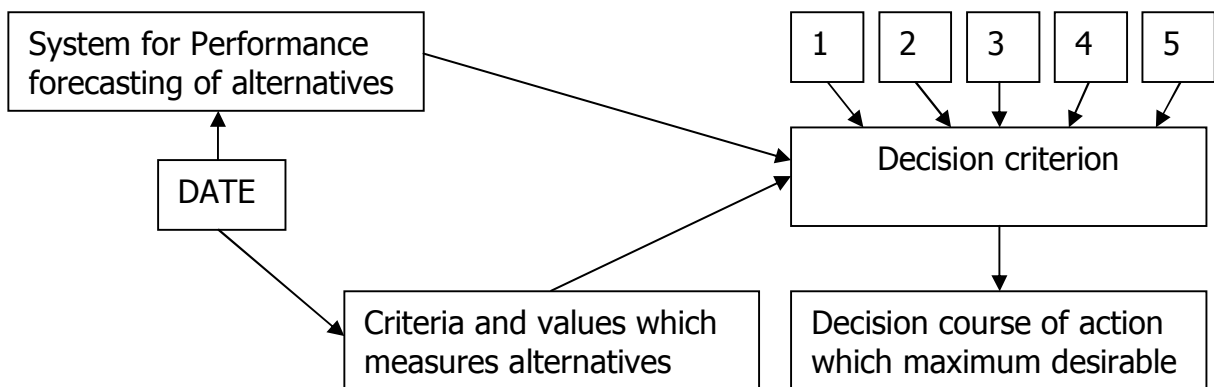 System for Performance
forecasting of alternatives
1
2
3
4
5
Decision criterion
DATE
Criteria and values which
measures alternatives
Decision course of action
which maximum desirable